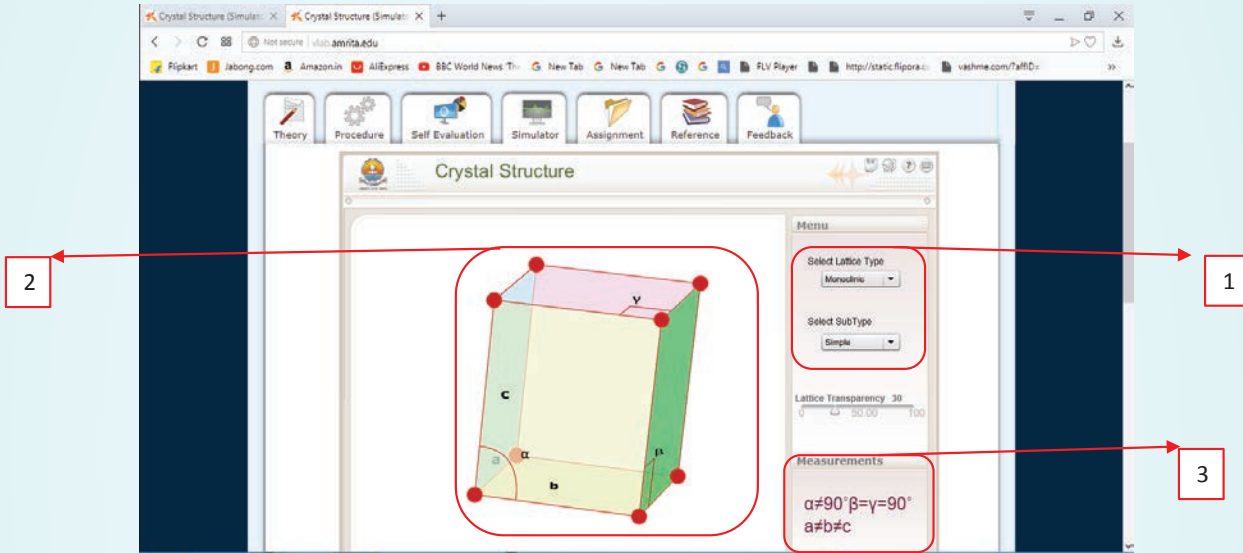 Crystal Structure (Simulat
Crystal Structure (Simulat
Not secure vlab.amrita.edu
Flipkart Jabong.com Amazon.in AliExpress BBC World News New Tab New Tab FLV Player http://static.flipora.c vashme.com/?affID=
Theory Procedure Self Evaluation Simulator Assignment Reference Feedback
Crystal Structure
Menu
Select Lattice Type
Monoclinic
Select SubType
Simple
Lattice Transparency 30
0 50.00 100
Measurements
α≠90°β=γ=90°
a≠b≠c
γ
c
a
α
β
b
2
1
3